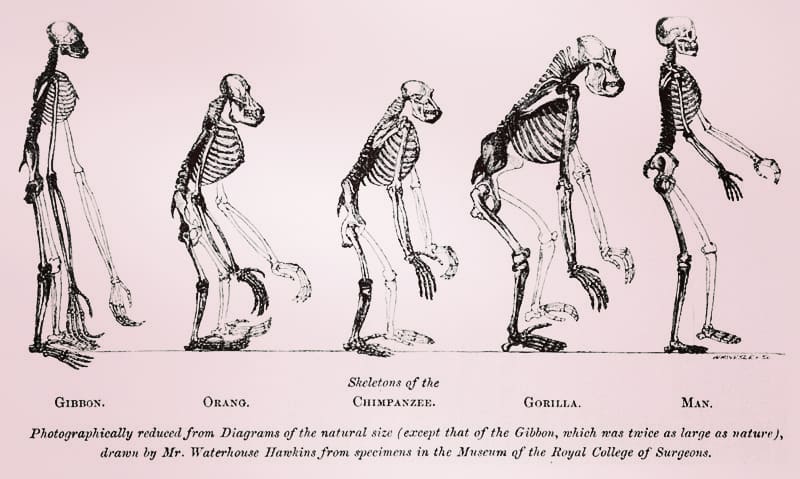 Skeletons of the
GIBBON. ORANG. CHIMPANZEE. GORILLA. MAN.
Photographically reduced from Diagrams of the natural size (except that of the Gibbon, which was twice as large as nature),
drawn by Mr. Waterhouse Hawkins from specimens in the Museum of the Royal College of Surgeons.